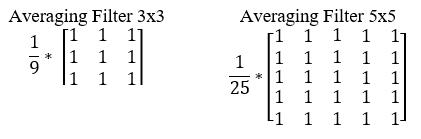 Averaging Filter 3x3
1/9 * [1 1 1
1 1 1
1 1 1]
Averaging Filter 5x5
1/25 * [1 1 1 1 1
1 1 1 1 1
1 1 1 1 1
1 1 1 1 1
1 1 1 1 1]